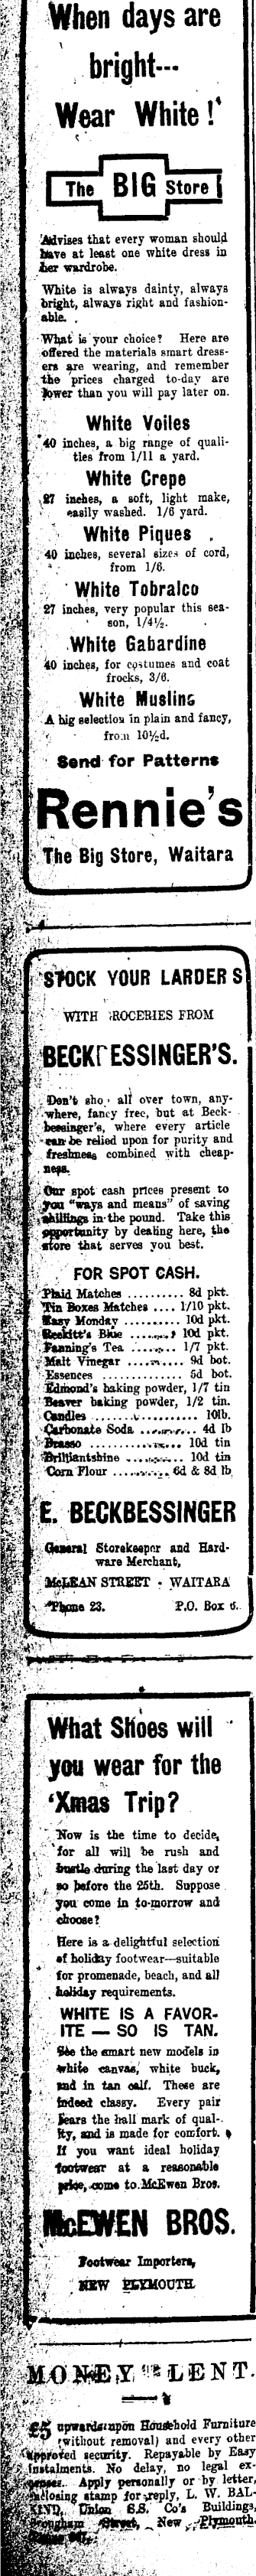 When days are
bright---
Wear White!
The BIG Store
Advises that every woman should
have at least one white dress in
her wardrobe.
White is always dainty, always
bright, always right and fashion-
able.
What is your choice? Here are
offered the materials smart dress-
ers are wearing, and remember
the prices charged to-day are
lower than you will pay later on.
White Voiles
40 inches, a big range of quali-
ties from 1/11 a yard.
White Crepe
27 inches, a soft, light make,
easily washed. 1/6 yard.
White Piques
40 inches, several sizes of cord,
from 1/6.
White Tobralco
27 inches, very popular this sea-
son, 1/4½.
White Gabardine
40 inches, for costumes and coat
frocks, 3/6.
White Muslins
A big selection in plain and fancy,
from 10½d.
Send for Patterns
Rennie's
The Big Store, Waitara
STOCK YOUR LARDERS
WITH ROCERIES FROM
BECKBESSINGER'S.
Don't sho all over town, any-
where, fancy free, but at Beck-
bessinger's, where every article
can be relied upon for purity and
freshness combined with cheap-
ness.
Our spot cash prices present to
you "ways and means" of saving
shillings in the pound. Take this
opportunity by dealing here, the
store that serves you best.
FOR SPOT CASH.
Plaid Matches .......... 8d pkt.
Tin Boxes Matches .... 1/10 pkt.
Easy Monday .......... 10d pkt.
Reckitt's Blue ........ 10d pkt.
Fanning's Tea ........ 1/7 pkt.
Malt Vinegar .......... 9d bot.
Essences .............. 5d bot.
Edmond's baking powder, 1/7 tin
Beaver baking powder, 1/2 tin.
Candles .............. 10lb.
Carbonate Soda ........ 4d lb
Brasso .............. 10d tin
Brilliantshine .......... 10d tin
Corn Flour .......... 6d & 8d lb
E. BECKBESSINGER
General Storekeeper and Hard-
ware Merchant,
McLEAN STREET - WAITARA
'Phone 23. P.O. Box 6.
What Shoes will
you wear for the
'Xmas Trip?
Now is the time to decide,
for all will be rush and
bustle during the last day or
so before the 25th. Suppose
you come in to-morrow and
choose?
Here is a delightful selection
of holiday footwear—suitable
for promenade, beach, and all
holiday requirements.
WHITE IS A FAVOR-
ITE — SO IS TAN.
See the smart new models in
white canvas, white buck,
and in tan calf. These are
indeed classy. Every pair
bears the hall mark of qual-
ity, and is made for comfort.
If you want ideal holiday
footwear at a reasonable
price, come to McEwen Bros.
McEWEN BROS.
Footwear Importers,
NEW PLYMOUTH.
MONEY LENT.
£5 upwards upon Household Furniture
(without removal) and every other
approved security. Repayable by Easy
Instalments. No delay, no legal ex-
penses. Apply personally or by letter,
enclosing stamp for reply, L. W. BAL-
KIND, Union S.S. Co's Buildings,
Brougham Street, New Plymouth.